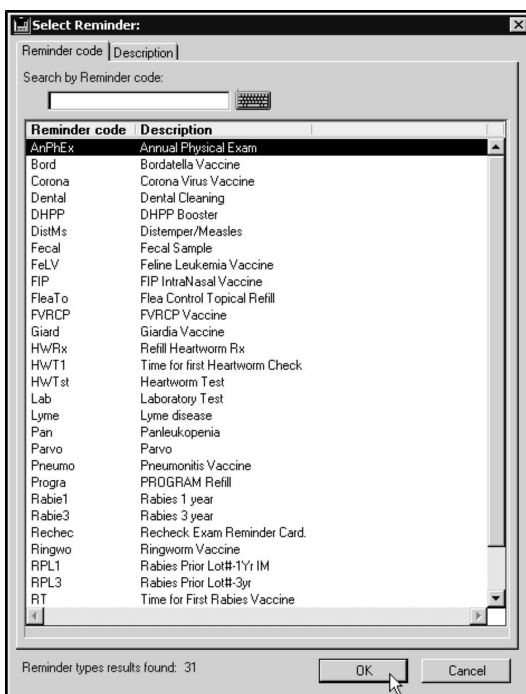 Select Reminder:
Reminder code Description
Search by Reminder code:
Reminder code Description
AnPhEx Annual Physical Exam
Bord Bordatella Vaccine
Corona Corona Virus Vaccine
Dental Dental Cleaning
DHPP DHPP Booster
DistMs Distemper/Measles
Fecal Fecal Sample
FeLV Feline Leukemia Vaccine
FIP FIP IntraNasal Vaccine
FleaTo Flea Control Topical Refill
FVRCP FVRCP Vaccine
Giard Giardia Vaccine
HWRx Refill Heartworm Rx
HWT1 Time for first Heartworm Check
HWTst Heartworm Test
Lab Laboratory Test
Lyme Lyme disease
Pan Panleukopenia
Parvo Parvo
Pneumo Pneumonitis Vaccine
Progra PROGRAM Refill
Rabie1 Rabies 1 year
Rabie3 Rabies 3 year
Rechec Recheck Exam Reminder Card.
Ringwo Ringworm Vaccine
RPL1 Rabies Prior Lot#-1Yr IM
RPL3 Rabies Prior Lot#-3yr
RT Time for First Rabies Vaccine
Reminder types results found: 31
OK Cancel